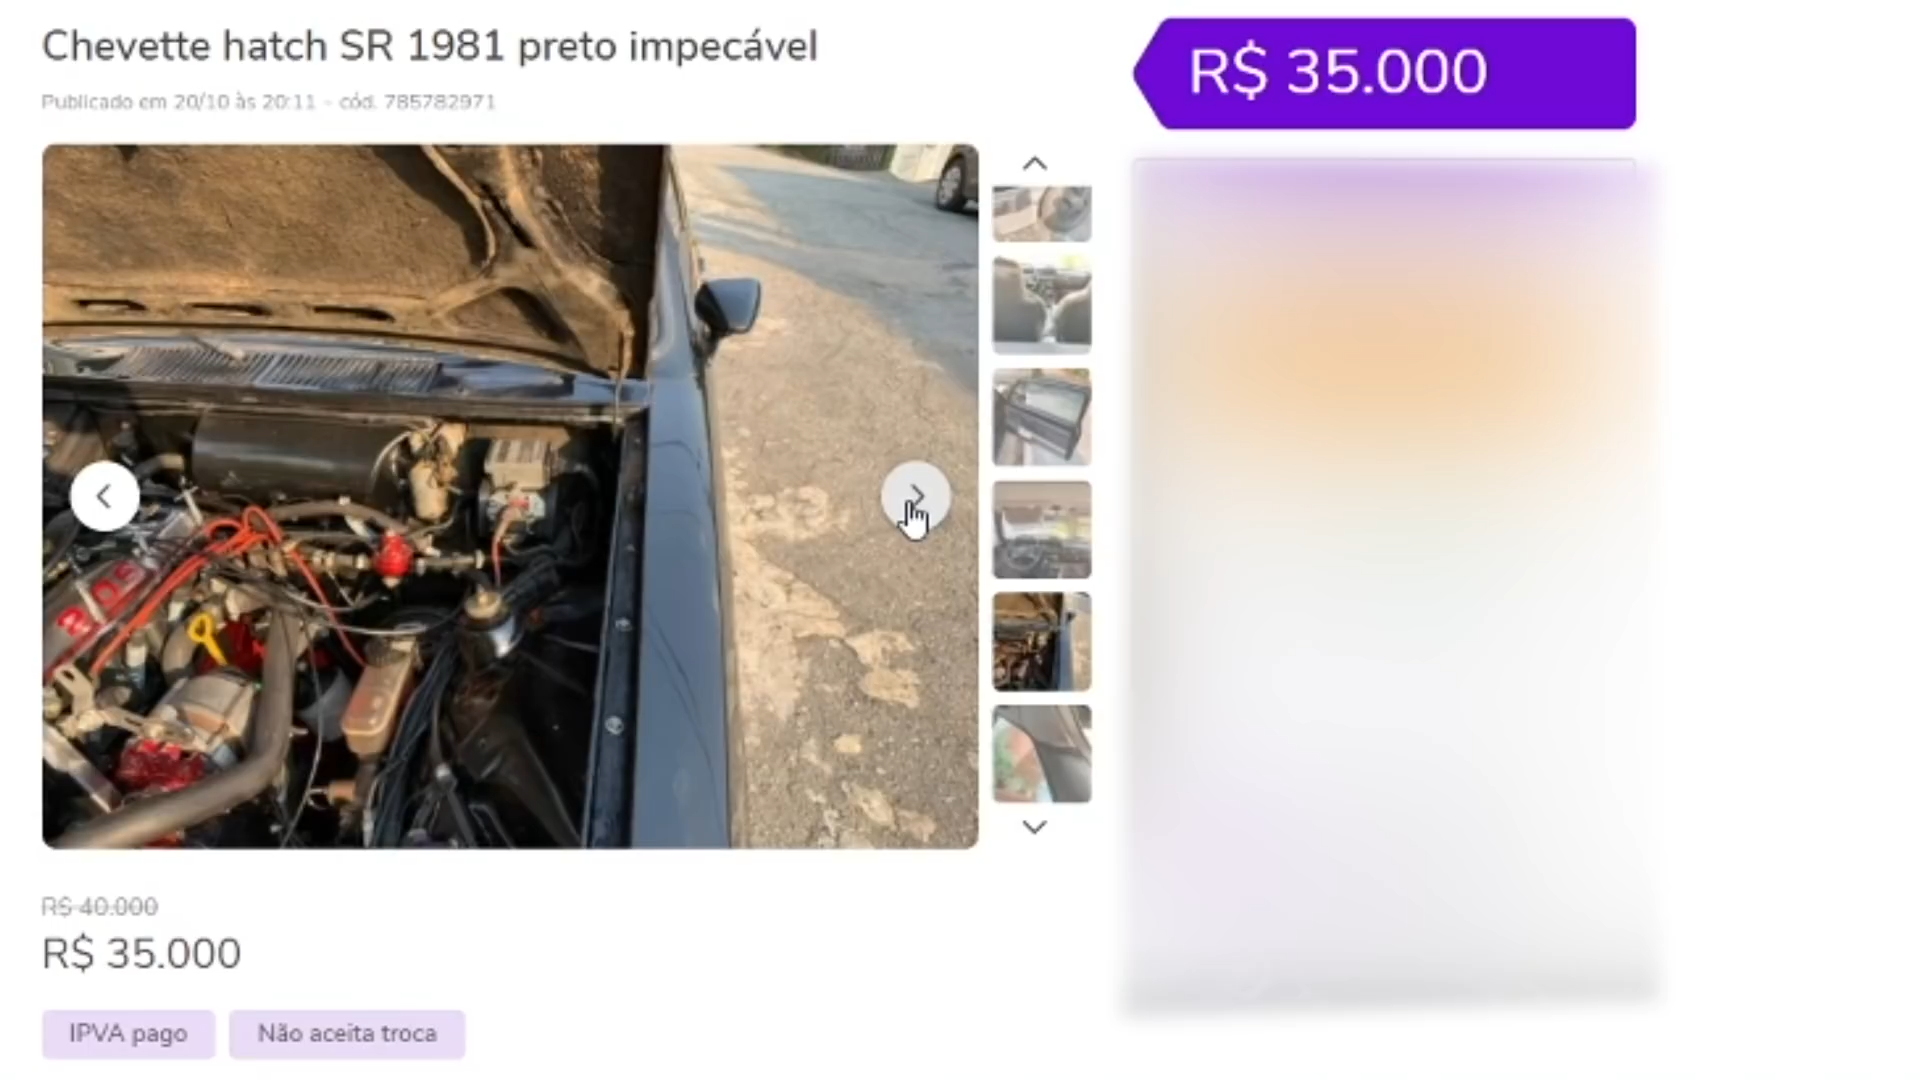 Chevette hatch SR 1981 preto impecável
R$ 35.000
Publicado em 20/10 às 20:11 - cód. 785782971
R$ 40.000
R$ 35.000
IPVA pago
Não aceita troca